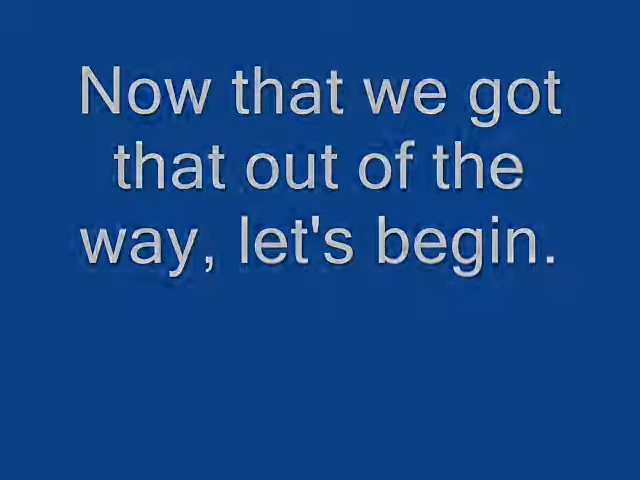 Now that we got
that out of the
way, let's begin.